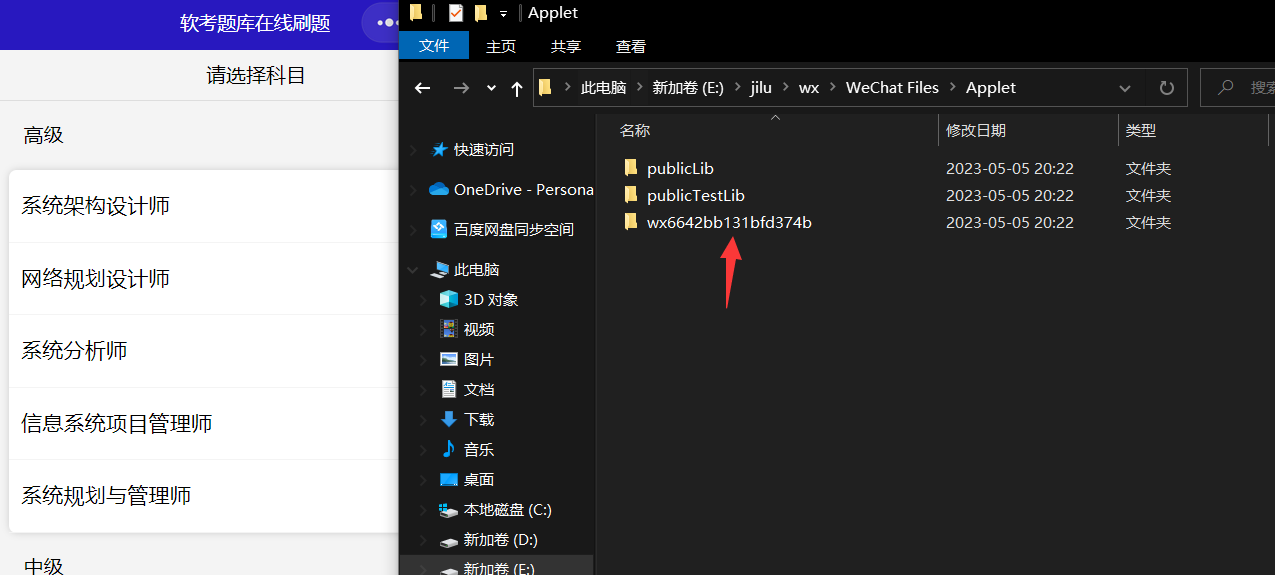 软考题库在线刷题
请选择科目
高级
系统架构设计师
网络规划设计师
系统分析师
信息系统项目管理师
系统规划与管理师
中级
Applet
文件 主页 共享 查看
此电脑 新加卷 (E:) jilu wx WeChat Files Applet
搜索
名称 修改日期 类型
publicLib 2023-05-05 20:22 文件夹
publicTestLib 2023-05-05 20:22 文件夹
wx6642bb131bfd374b 2023-05-05 20:22 文件夹
快速访问
OneDrive - Persona
百度网盘同步空间
此电脑
3D 对象
视频
图片
文档
下载
音乐
桌面
本地磁盘 (C:)
新加卷 (D:)
新加卷 (E:)